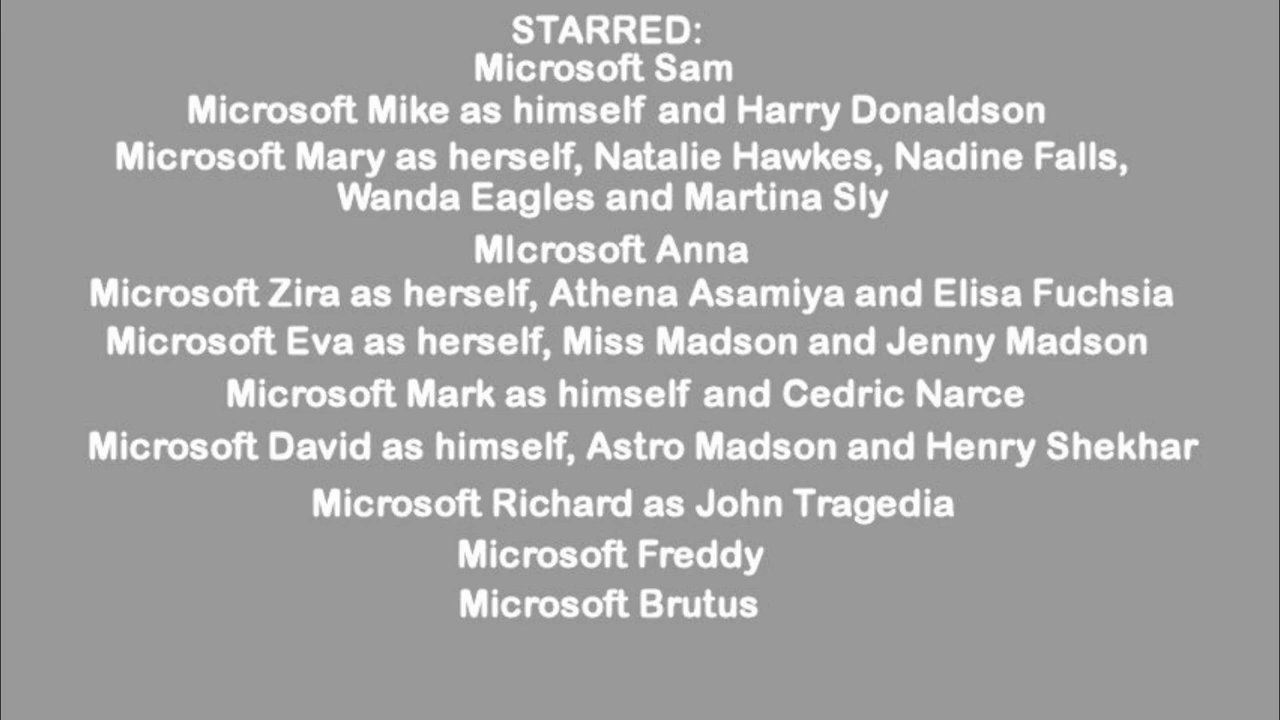 STARRED:
Microsoft Sam
Microsoft Mike as himself and Harry Donaldson
Microsoft Mary as herself, Natalie Hawkes, Nadine Falls,
Wanda Eagles and Martina Sly
MIcrosoft Anna
Microsoft Zira as herself, Athena Asamiya and Elisa Fuchsia
Microsoft Eva as herself, Miss Madson and Jenny Madson
Microsoft Mark as himself and Cedric Narce
Microsoft David as himself, Astro Madson and Henry Shekhar
Microsoft Richard as John Tragedia
Microsoft Freddy
Microsoft Brutus